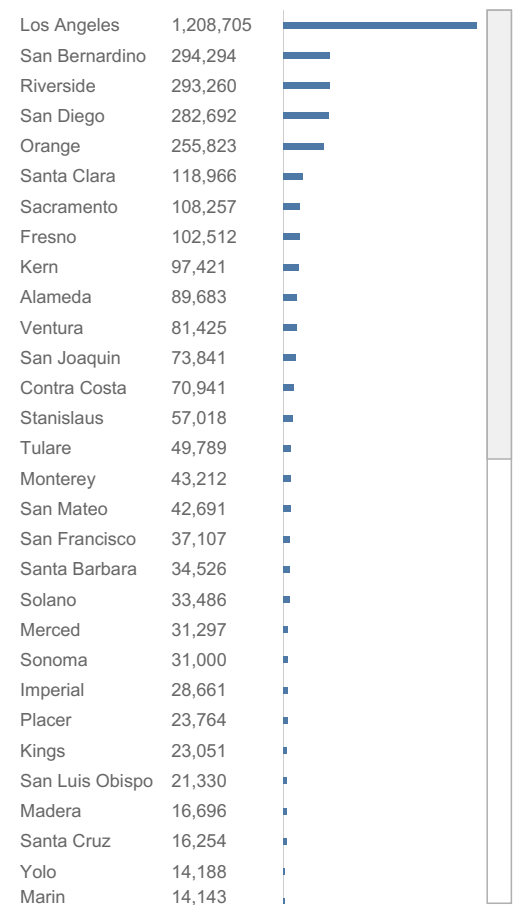 Los Angeles 1,208,705
San Bernardino 294,294
Riverside 293,260
San Diego 282,692
Orange 255,823
Santa Clara 118,966
Sacramento 108,257
Fresno 102,512
Kern 97,421
Alameda 89,683
Ventura 81,425
San Joaquin 73,841
Contra Costa 70,941
Stanislaus 57,018
Tulare 49,789
Monterey 43,212
San Mateo 42,691
San Francisco 37,107
Santa Barbara 34,526
Solano 33,486
Merced 31,297
Sonoma 31,000
Imperial 28,661
Placer 23,764
Kings 23,051
San Luis Obispo 21,330
Madera 16,696
Santa Cruz 16,254
Yolo 14,188
Marin 14,143